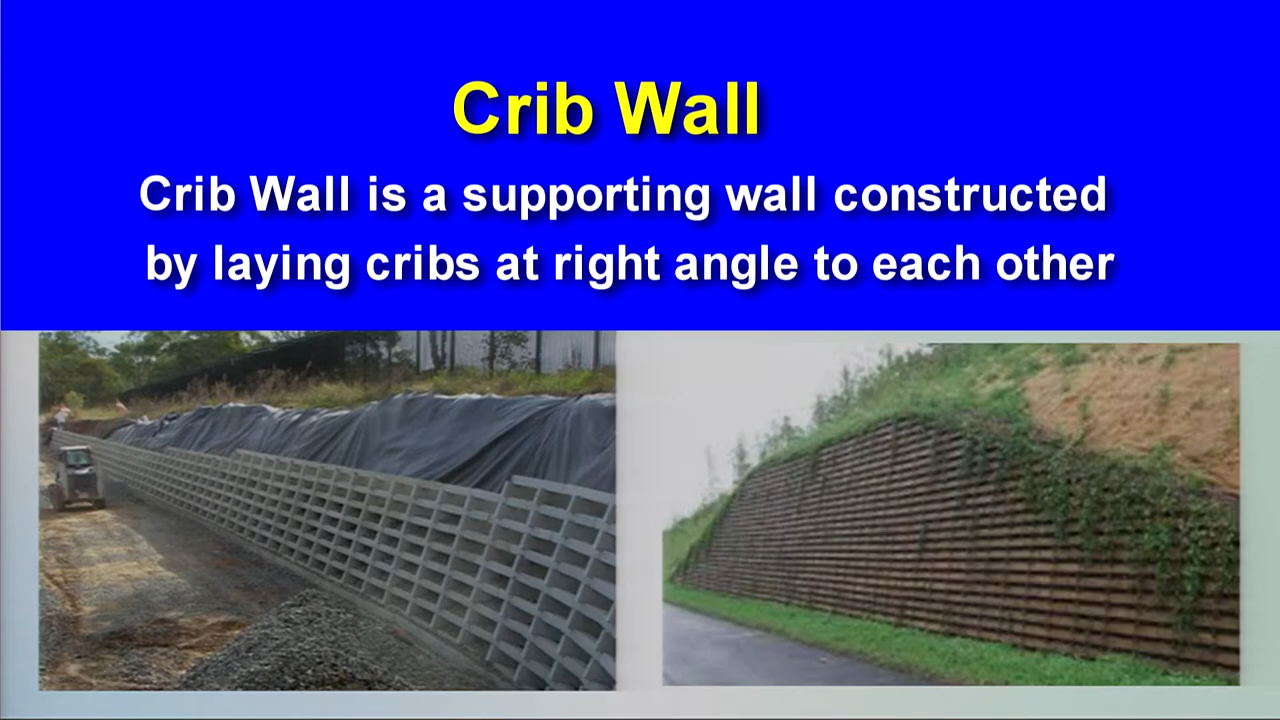 Crib Wall
Crib Wall is a supporting wall constructed
by laying cribs at right angle to each other